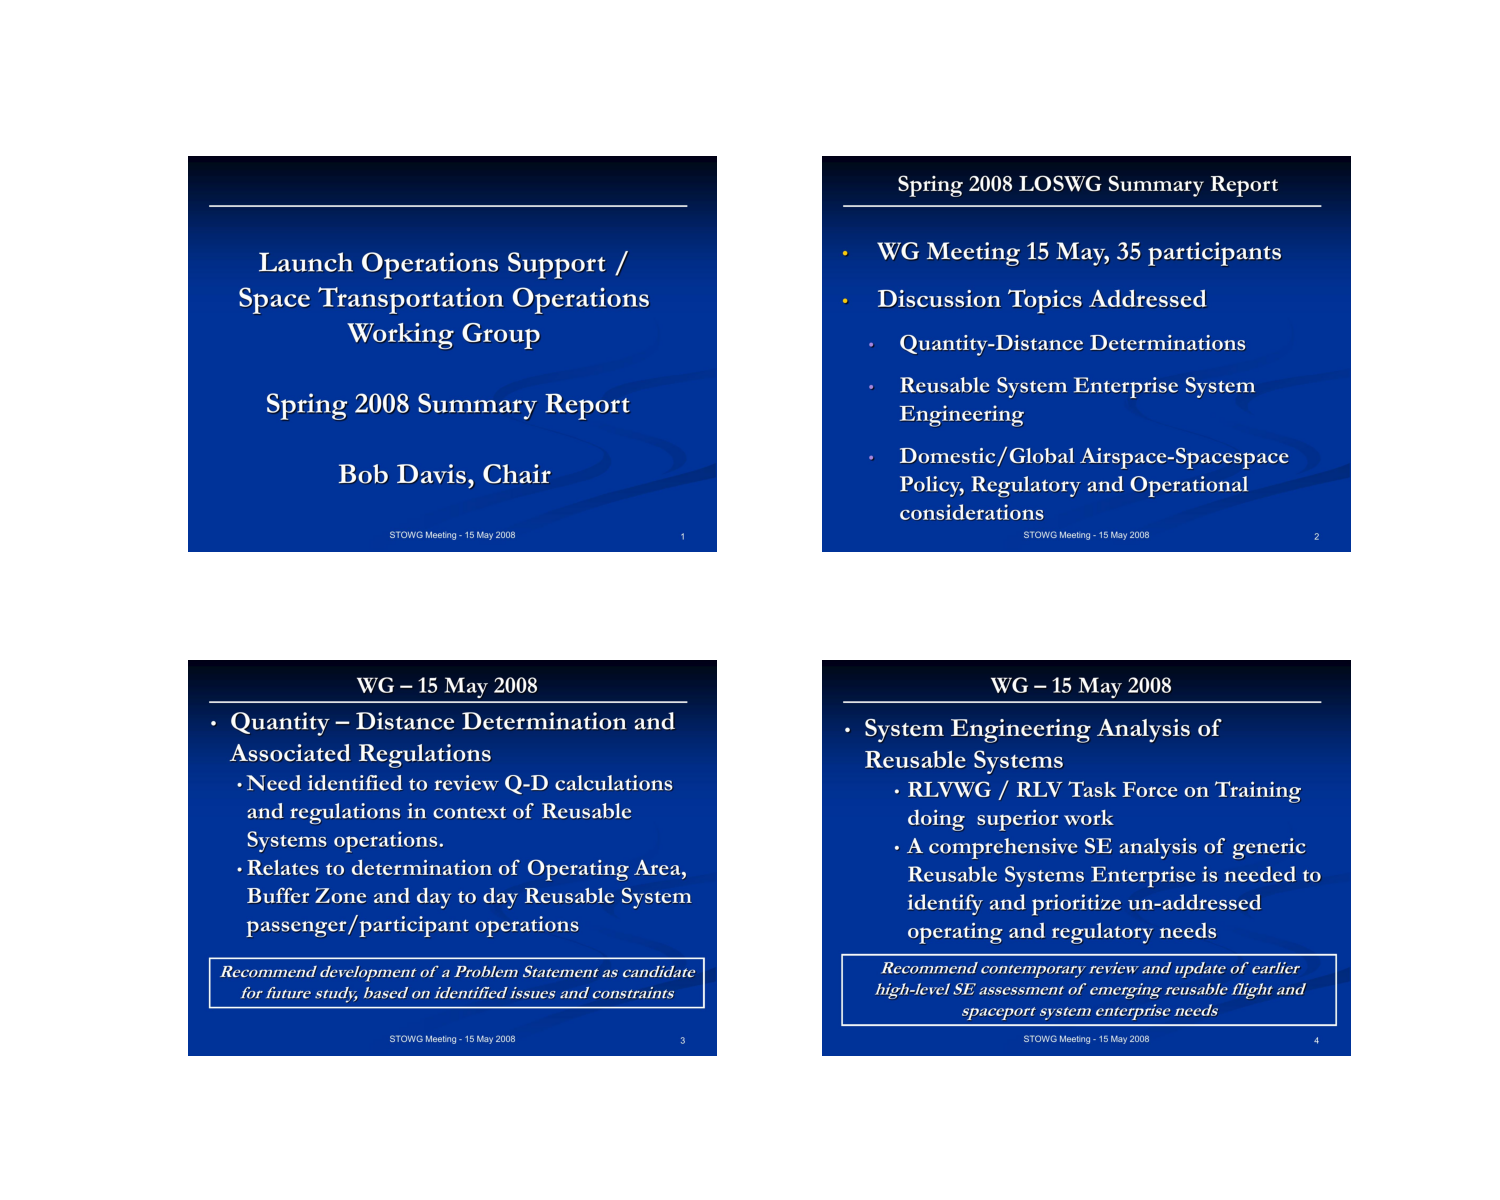 Launch Operations Support /
Space Transportation Operations
Working Group
Spring 2008 Summary Report
Bob Davis, Chair
STOWG Meeting - 15 May 2008
1
Spring 2008 LOSWG Summary Report
• WG Meeting 15 May, 35 participants
• Discussion Topics Addressed
• Quantity-Distance Determinations
• Reusable System Enterprise System
Engineering
• Domestic/Global Airspace-Spacespace
Policy, Regulatory and Operational
considerations
STOWG Meeting - 15 May 2008
2
WG – 15 May 2008
• Quantity – Distance Determination and
Associated Regulations
• Need identified to review Q-D calculations
and regulations in context of Reusable
Systems operations.
• Relates to determination of Operating Area,
Buffer Zone and day to day Reusable System
passenger/participant operations
Recommend development of a Problem Statement as candidate
for future study, based on identified issues and constraints
STOWG Meeting - 15 May 2008
3
WG – 15 May 2008
• System Engineering Analysis of
Reusable Systems
• RLVWG / RLV Task Force on Training
doing superior work
• A comprehensive SE analysis of generic
Reusable Systems Enterprise is needed to
identify and prioritize un-addressed
operating and regulatory needs
Recommend contemporary review and update of earlier
high-level SE assessment of emerging reusable flight and
spaceport system enterprise needs
STOWG Meeting - 15 May 2008
4